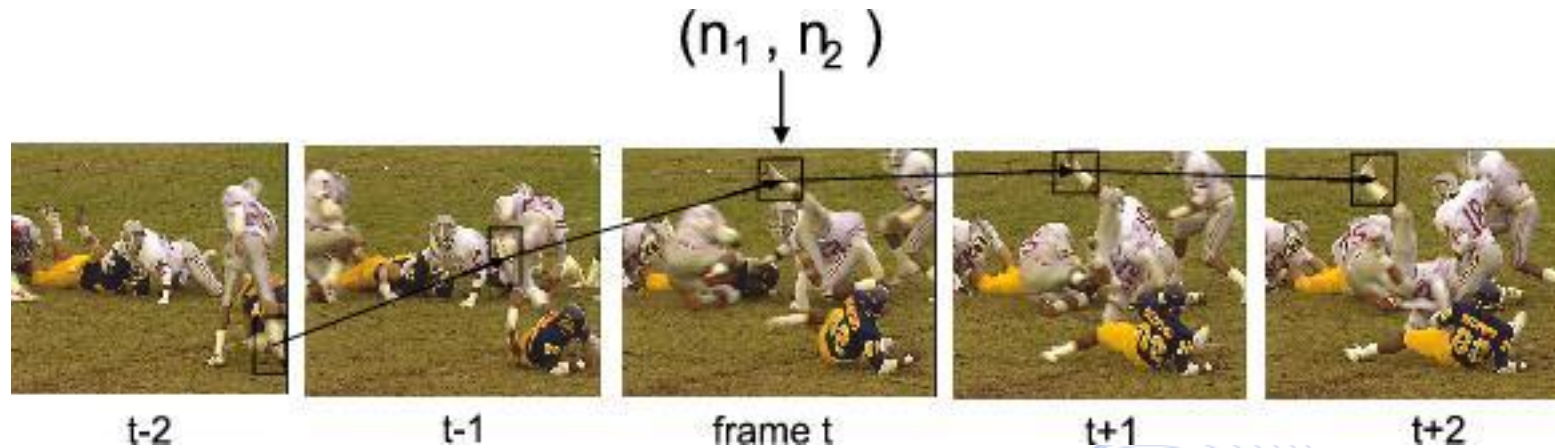 (n₁ , n₂ )
t-2 t-1 frame t t+1 t+2